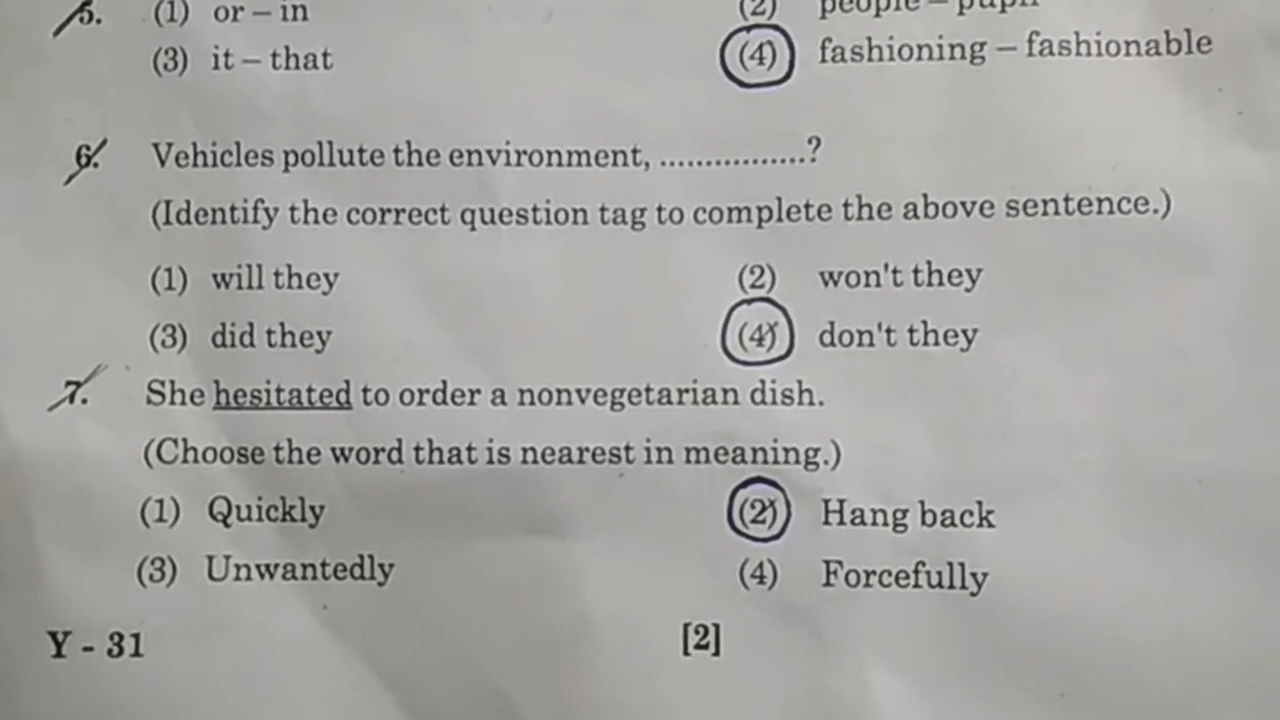 5. (1) or – in (2) people – pupil
(3) it – that (4) fashioning – fashionable
6. Vehicles pollute the environment, ................?
(Identify the correct question tag to complete the above sentence.)
(1) will they (2) won't they
(3) did they (4) don't they
7. She hesitated to order a nonvegetarian dish.
(Choose the word that is nearest in meaning.)
(1) Quickly (2) Hang back
(3) Unwantedly (4) Forcefully
Y - 31 [2]